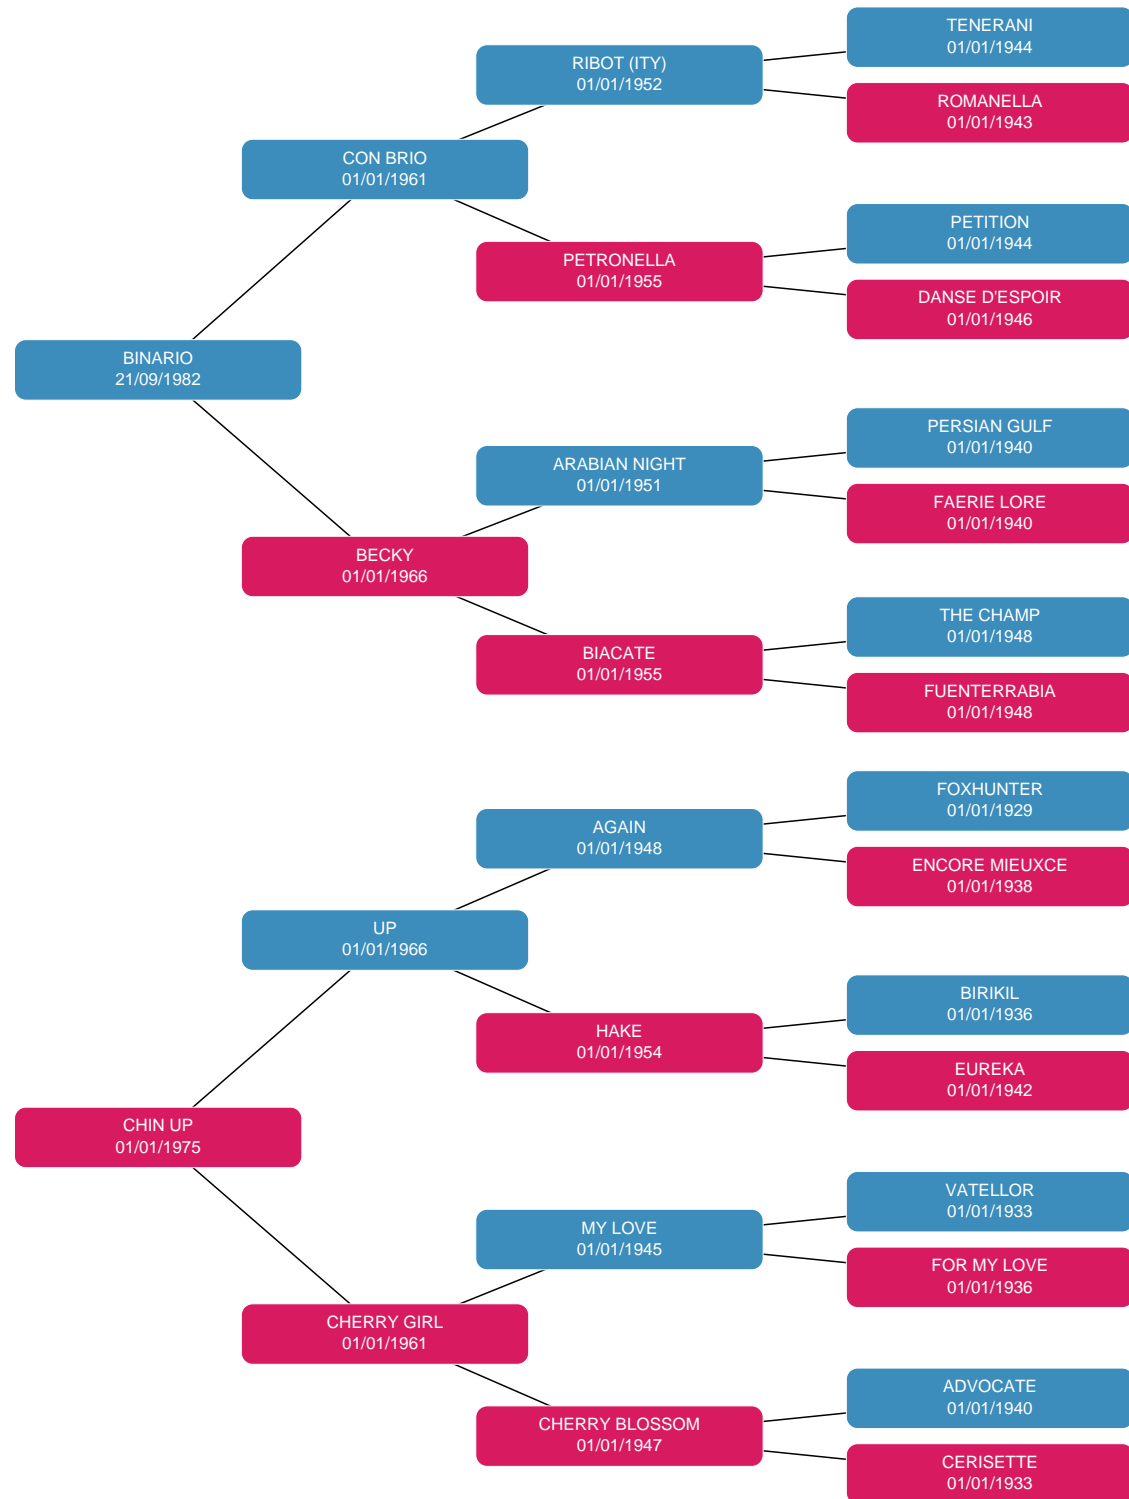 TENERANI
01/01/1944
RIBOT (ITY)
01/01/1952
ROMANELLA
01/01/1943
CON BRIO
01/01/1961
PETITION
01/01/1944
PETRONELLA
01/01/1955
DANSE D'ESPOIR
01/01/1946
BINARIO
21/09/1982
PERSIAN GULF
01/01/1940
ARABIAN NIGHT
01/01/1951
FAERIE LORE
01/01/1940
BECKY
01/01/1966
THE CHAMP
01/01/1948
BIACATE
01/01/1955
FUENTERRABIA
01/01/1948
FOXHUNTER
01/01/1929
AGAIN
01/01/1948
ENCORE MIEUXCE
01/01/1938
UP
01/01/1966
BIRIKIL
01/01/1936
HAKE
01/01/1954
EUREKA
01/01/1942
CHIN UP
01/01/1975
VATELLOR
01/01/1933
MY LOVE
01/01/1945
FOR MY LOVE
01/01/1936
CHERRY GIRL
01/01/1961
ADVOCATE
01/01/1940
CHERRY BLOSSOM
01/01/1947
CERISETTE
01/01/1933